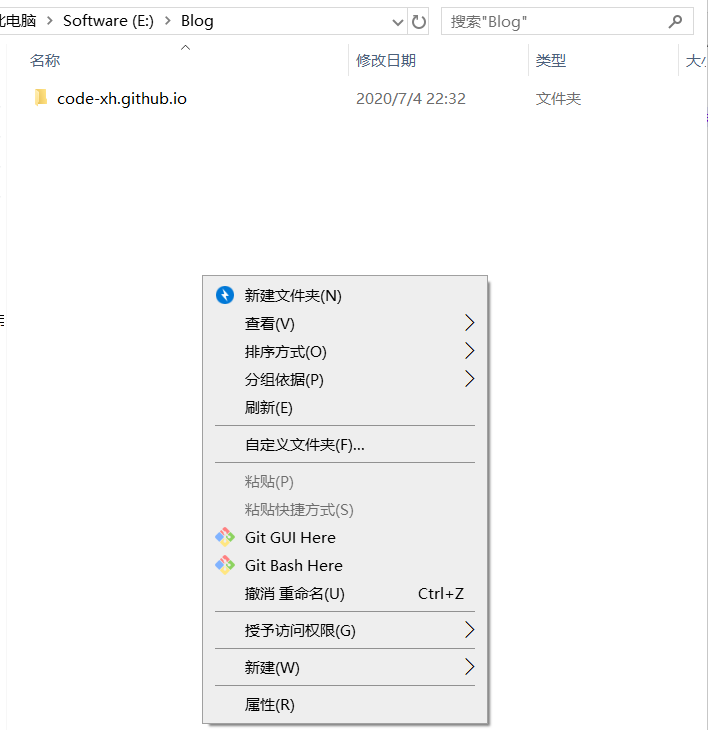 电脑 > Software (E:) > Blog
搜索"Blog"
名称 修改日期 类型
code-xh.github.io 2020/7/4 22:32 文件夹
新建文件夹(N)
查看(V)
排序方式(O)
分组依据(P)
刷新(E)
自定义文件夹(F)...
粘贴(P)
粘贴快捷方式(S)
Git GUI Here
Git Bash Here
撤消 重命名(U) Ctrl+Z
授予访问权限(G)
新建(W)
属性(R)